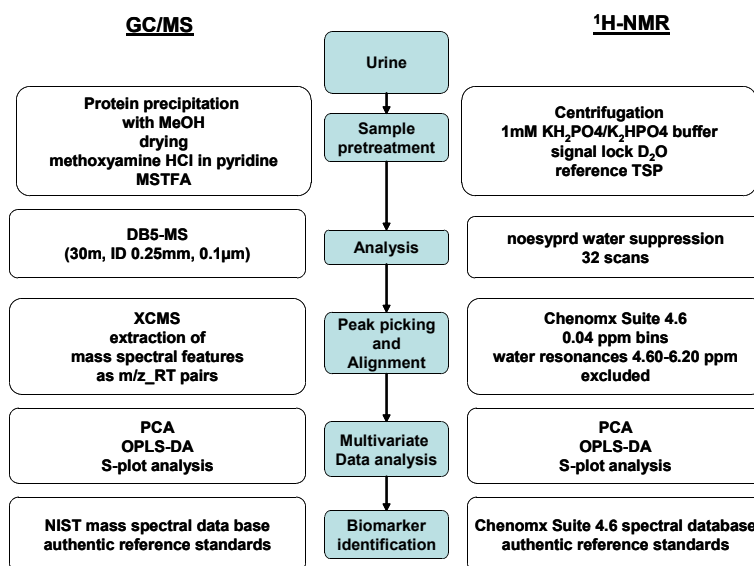 GC/MS
¹H-NMR
Urine
Protein precipitation
with MeOH
drying
methoxyamine HCl in pyridine
MSTFA
Sample
pretreatment
Centrifugation
1mM KH₂PO4/K₂HPO4 buffer
signal lock D₂O
reference TSP
DB5-MS
(30m, ID 0.25mm, 0.1µm)
Analysis
noesyprd water suppression
32 scans
XCMS
extraction of
mass spectral features
as m/z_RT pairs
Peak picking
and
Alignment
Chenomx Suite 4.6
0.04 ppm bins
water resonances 4.60-6.20 ppm
excluded
PCA
OPLS-DA
S-plot analysis
Multivariate
Data analysis
PCA
OPLS-DA
S-plot analysis
NIST mass spectral data base
authentic reference standards
Biomarker
identification
Chenomx Suite 4.6 spectral database
authentic reference standards